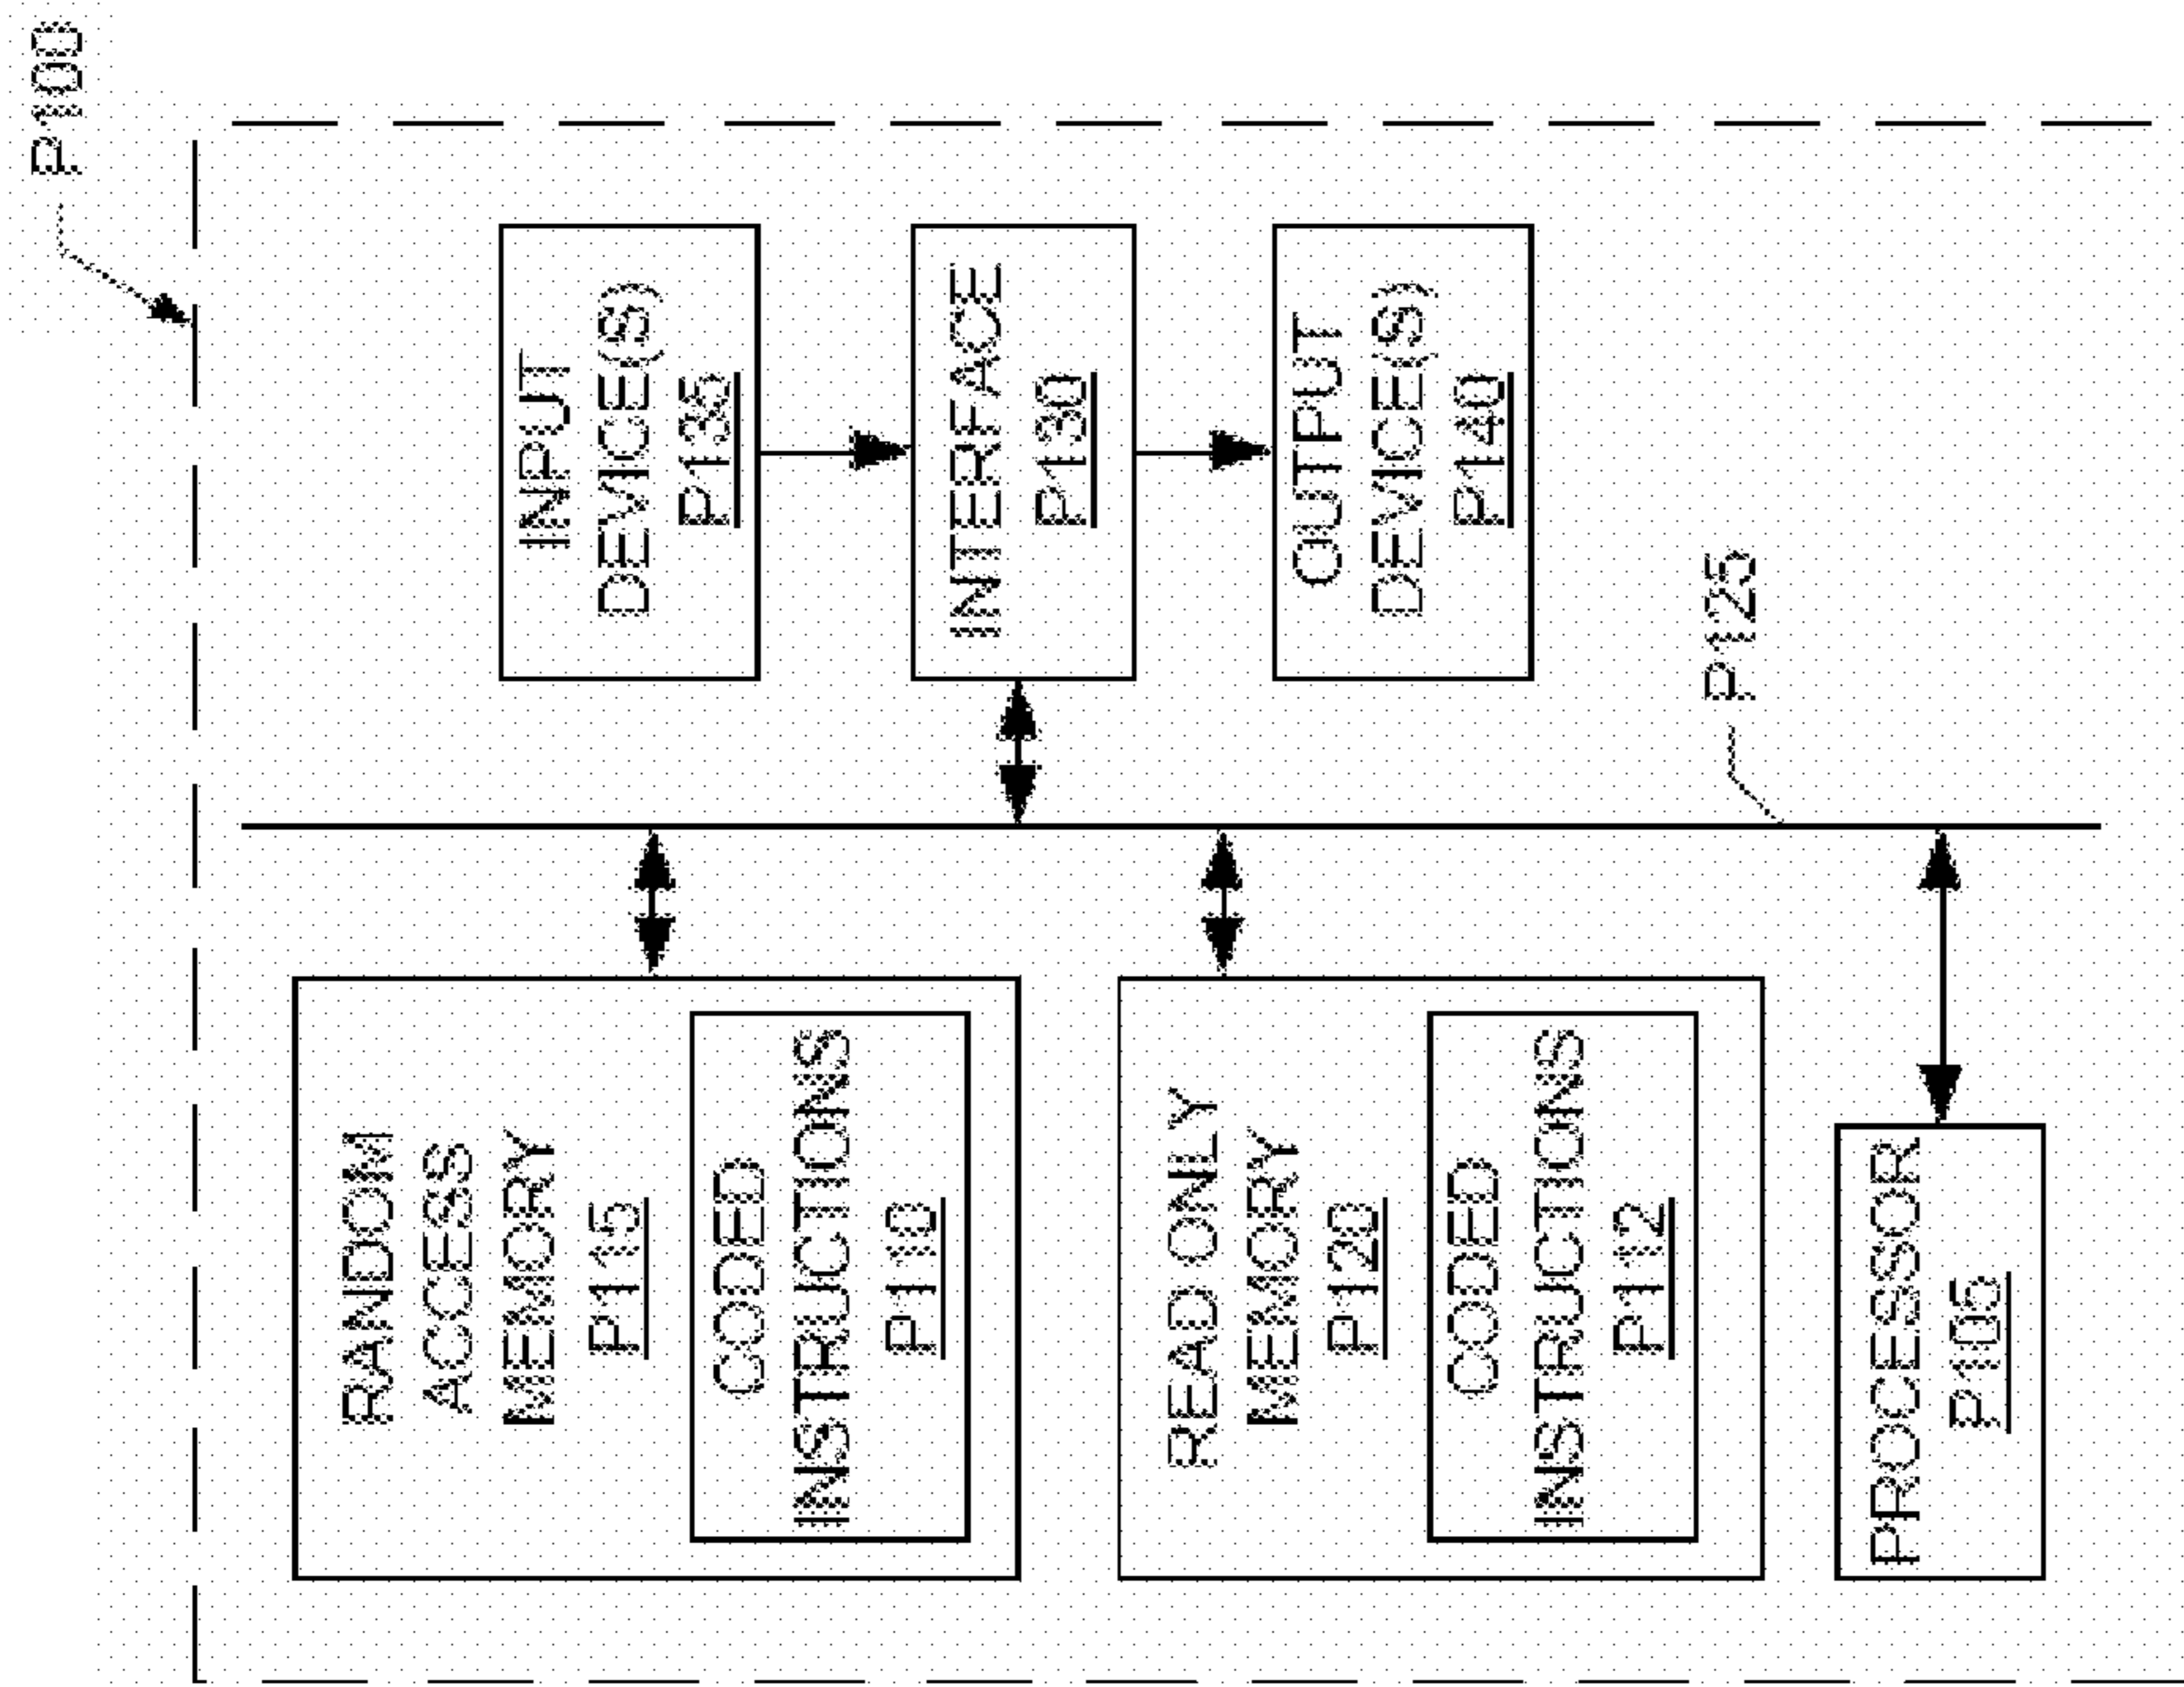 P100
RANDOM
ACCESS
MEMORY
P115
CODED
INSTRUCTIONS
P110
READ ONLY
MEMORY
P120
CODED
INSTRUCTIONS
P112
PROCESSOR
P105
INPUT
DEVICE(S)
P135
INTERFACE
P130
OUTPUT
DEVICE(S)
P140
P125